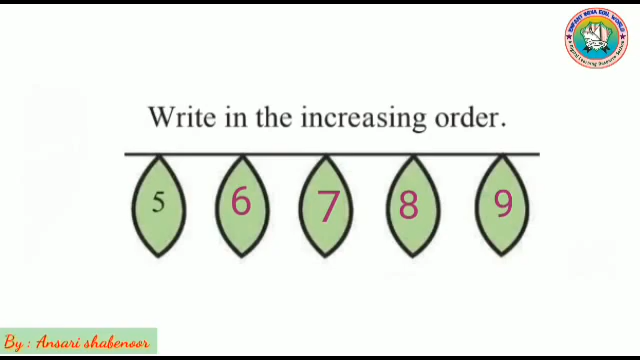 Write in the increasing order.
5 6 7 8 9
By : Ansari shabenoor